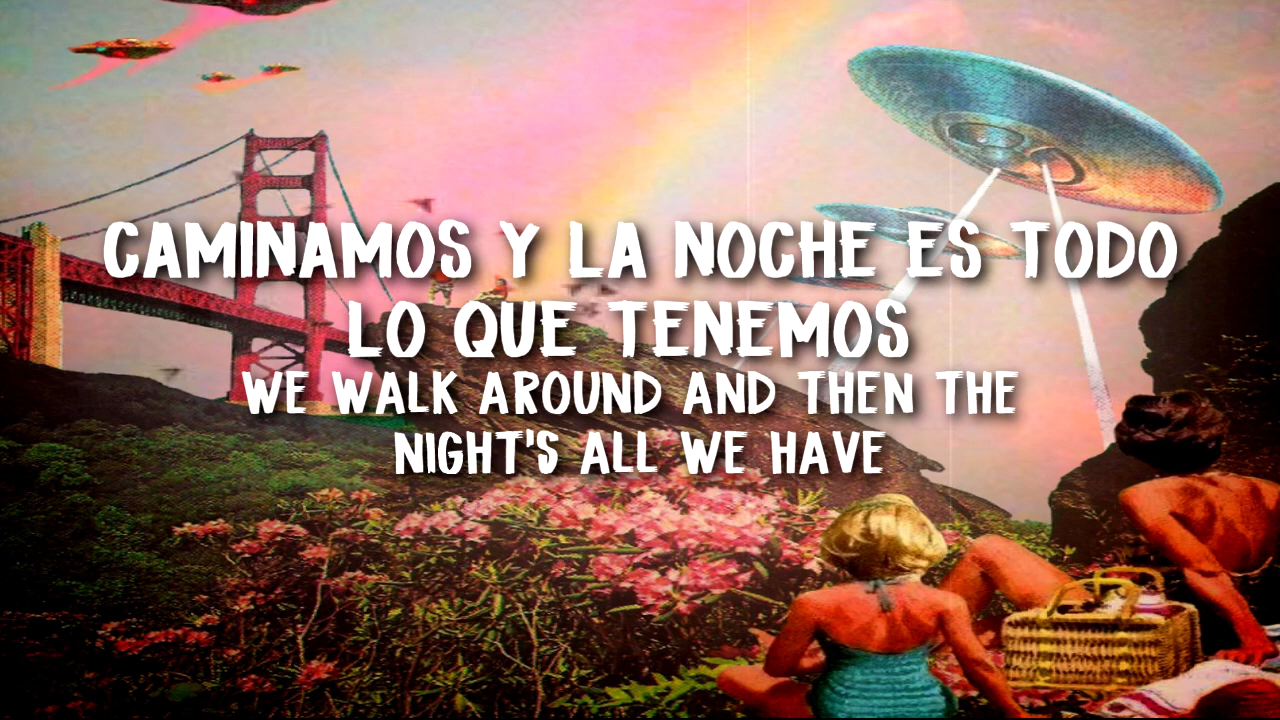 CAMINAMOS Y LA NOCHE ES TODO
LO QUE TENEMOS
WE WALK AROUND AND THEN THE
NIGHT'S ALL WE HAVE